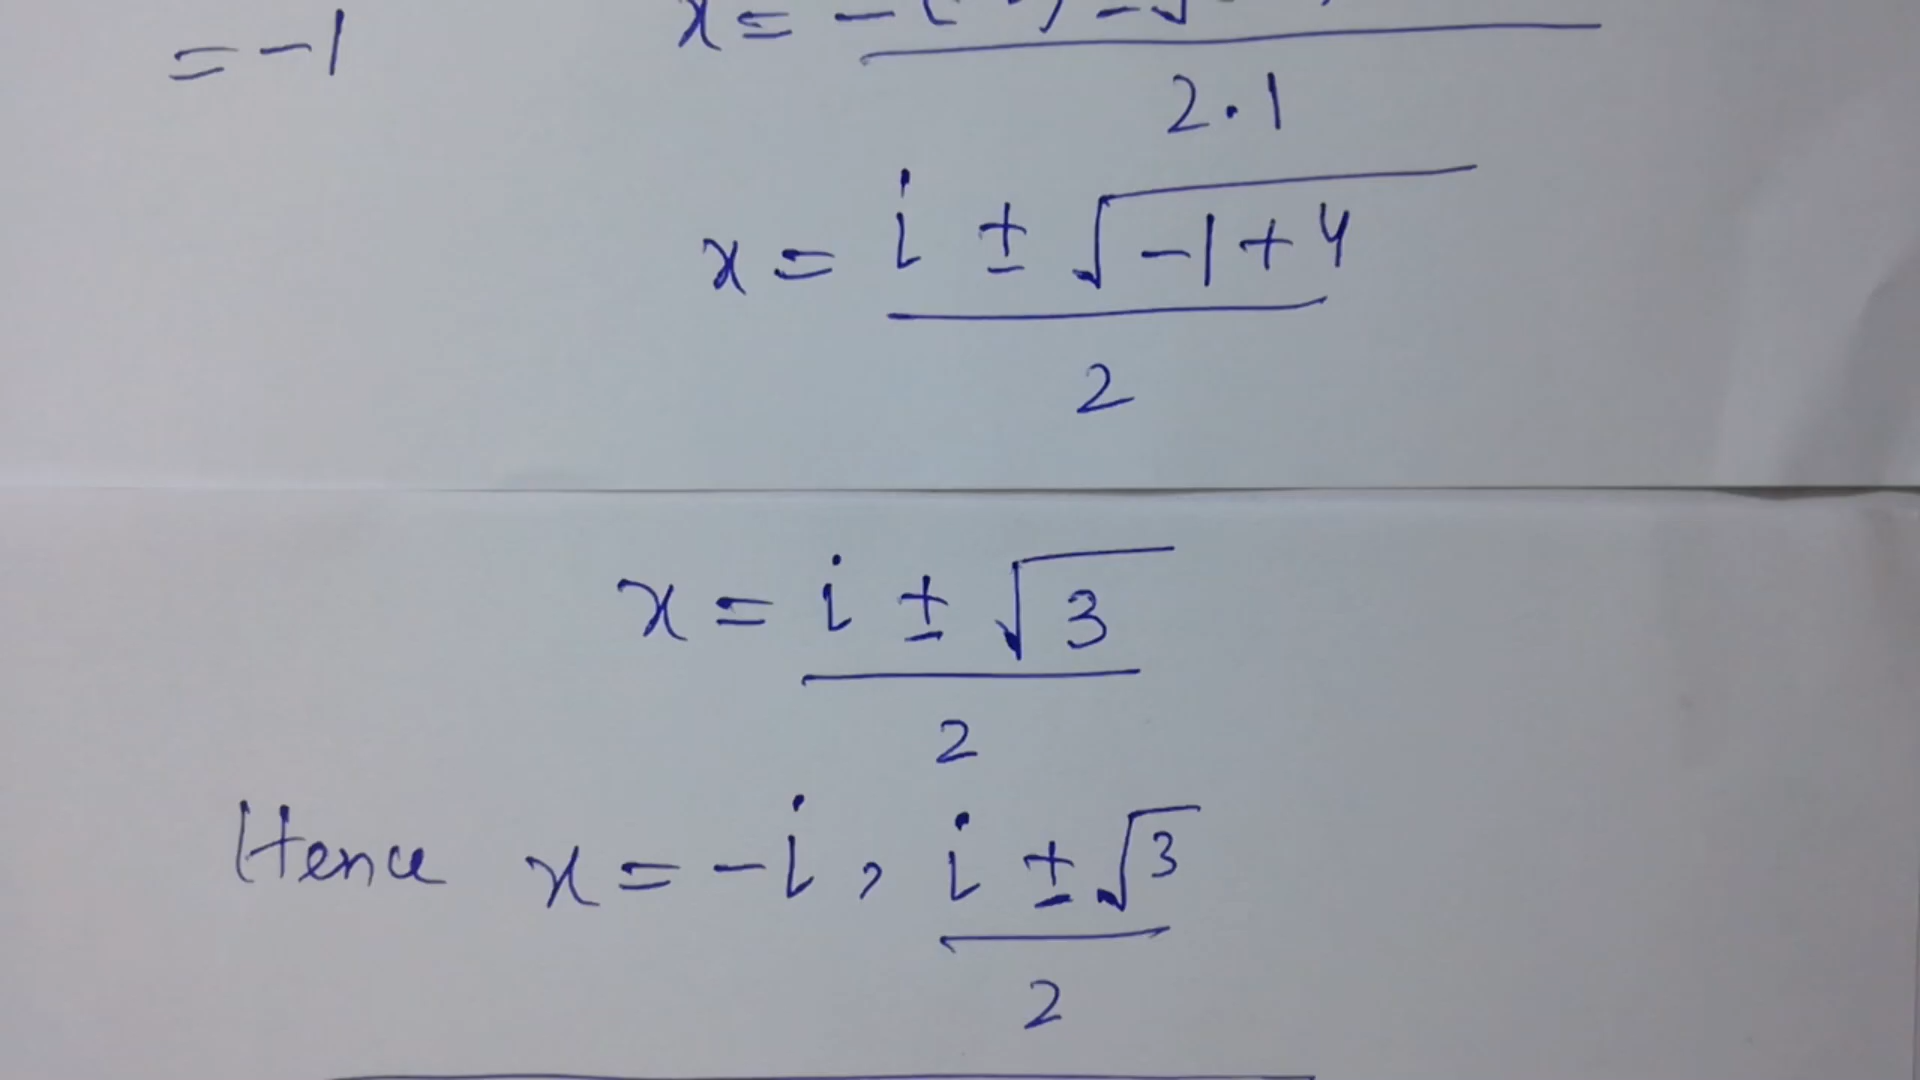 = -1
x =
2 · 1
x = i ± √-1 + 4
2
x = i ± √3
2
Hence x = -i , i ± √3
2